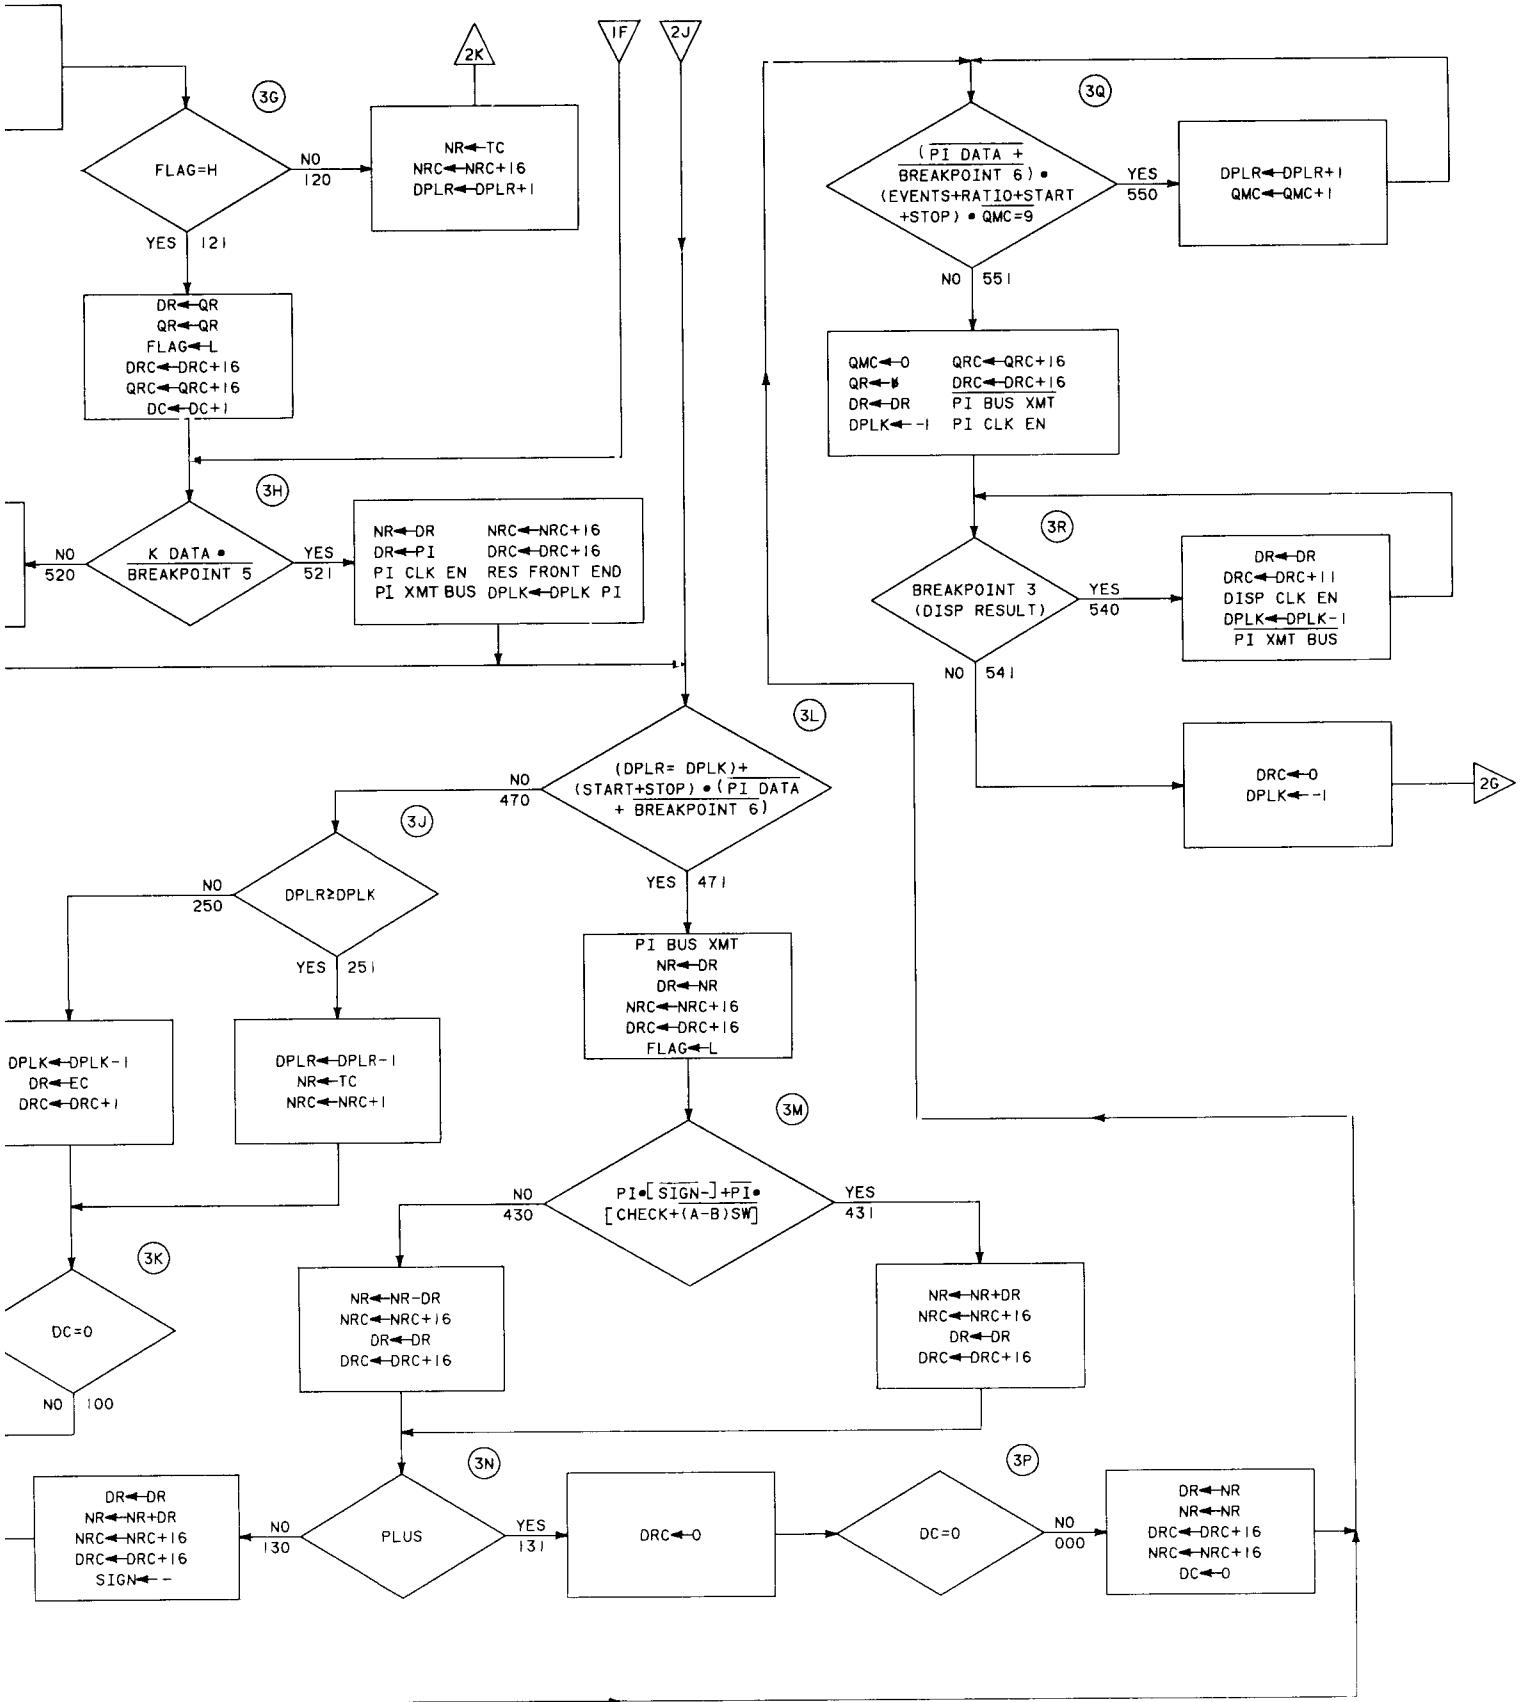 1F
2J
2K
3G
FLAG=H
NO
120
NR←TC
NRC←NRC+16
DPLR←DPLR+1
YES 121
DR←QR
QR←QR
FLAG←L
DRC←DRC+16
QRC←QRC+16
DC←DC+1
3H
K DATA •
BREAKPOINT 5
NO
520
YES
521
NR←DR NRC←NRC+16
DR←PI DRC←DRC+16
PI CLK EN RES FRONT END
PI XMT BUS DPLK←DPLK PI
3Q
(PI DATA +
BREAKPOINT 6) •
(EVENTS+RATIO+START
+STOP) • QMC=9
YES
550
DPLR←DPLR+1
QMC←QMC+1
NO 551
QMC←0 QRC←QRC+16
QR← DRC←DRC+16
DR←DR PI BUS XMT
DPLK←-1 PI CLK EN
3R
BREAKPOINT 3
(DISP RESULT)
YES
540
DR←DR
DRC←DRC+11
DISP CLK EN
DPLK←DPLK-1
PI XMT BUS
NO 541
DRC←0
DPLK←-1
2G
3L
(DPLR= DPLK)+
(START+STOP) • (PI DATA
+ BREAKPOINT 6)
NO
470
YES 471
3J
DPLR≥DPLK
NO
250
YES 251
DPLK←DPLK-1
DR←EC
DRC←DRC+1
DPLR←DPLR-1
NR←TC
NRC←NRC+1
PI BUS XMT
NR←DR
DR←NR
NRC←NRC+16
DRC←DRC+16
FLAG←L
3M
PI•[SIGN-]+PI•
[CHECK+(A-B)SW]
NO
430
YES
431
3K
DC=0
NO 100
NR←NR-DR
NRC←NRC+16
DR←DR
DRC←DRC+16
NR←NR+DR
NRC←NRC+16
DR←DR
DRC←DRC+16
3N
PLUS
NO
130
YES
131
DR←DR
NR←NR+DR
NRC←NRC+16
DRC←DRC+16
SIGN← -
DRC←0
3P
DC=0
NO
000
DR←NR
NR←NR
DRC←DRC+16
NRC←NRC+16
DC←0